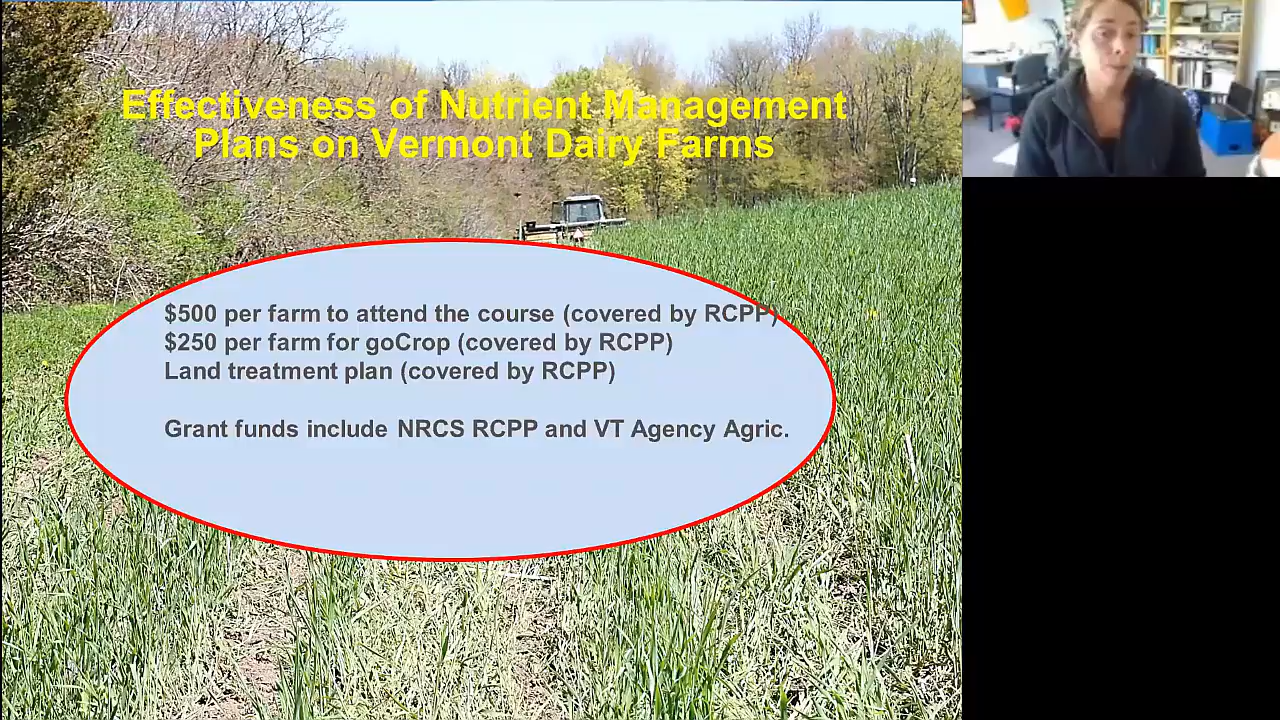 Effectiveness of Nutrient Management
Plans on Vermont Dairy Farms
$500 per farm to attend the course (covered by RCPP)
$250 per farm for goCrop (covered by RCPP)
Land treatment plan (covered by RCPP)
Grant funds include NRCS RCPP and VT Agency Agric.